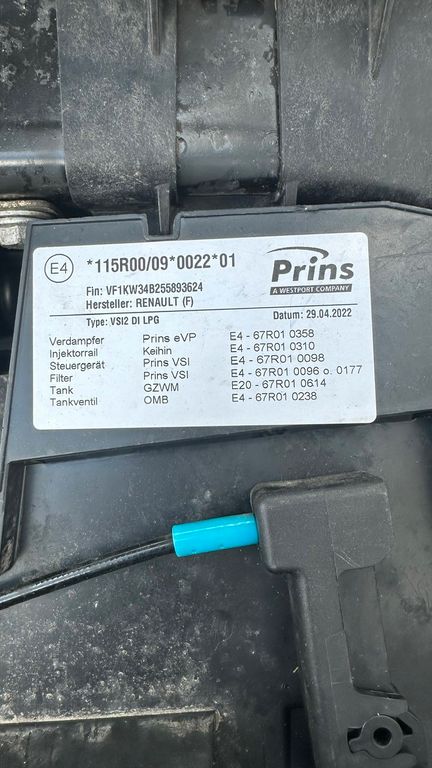 E4 *115R00/09*0022*01
Prins
A WESTPORT COMPANY
Fin: VF1KW34B255893624
Hersteller: RENAULT (F)
Type: VSI2 DI LPG Datum: 29.04.2022
Verdampfer Prins eVP E4 - 67R01 0358
Injektorrail Keihin E4 - 67R01 0310
Steuergerät Prins VSI E4 - 67R01 0098
Filter Prins VSI E4 - 67R01 0096 o. 0177
Tank GZWM E20 - 67R01 0614
Tankventil OMB E4 - 67R01 0238